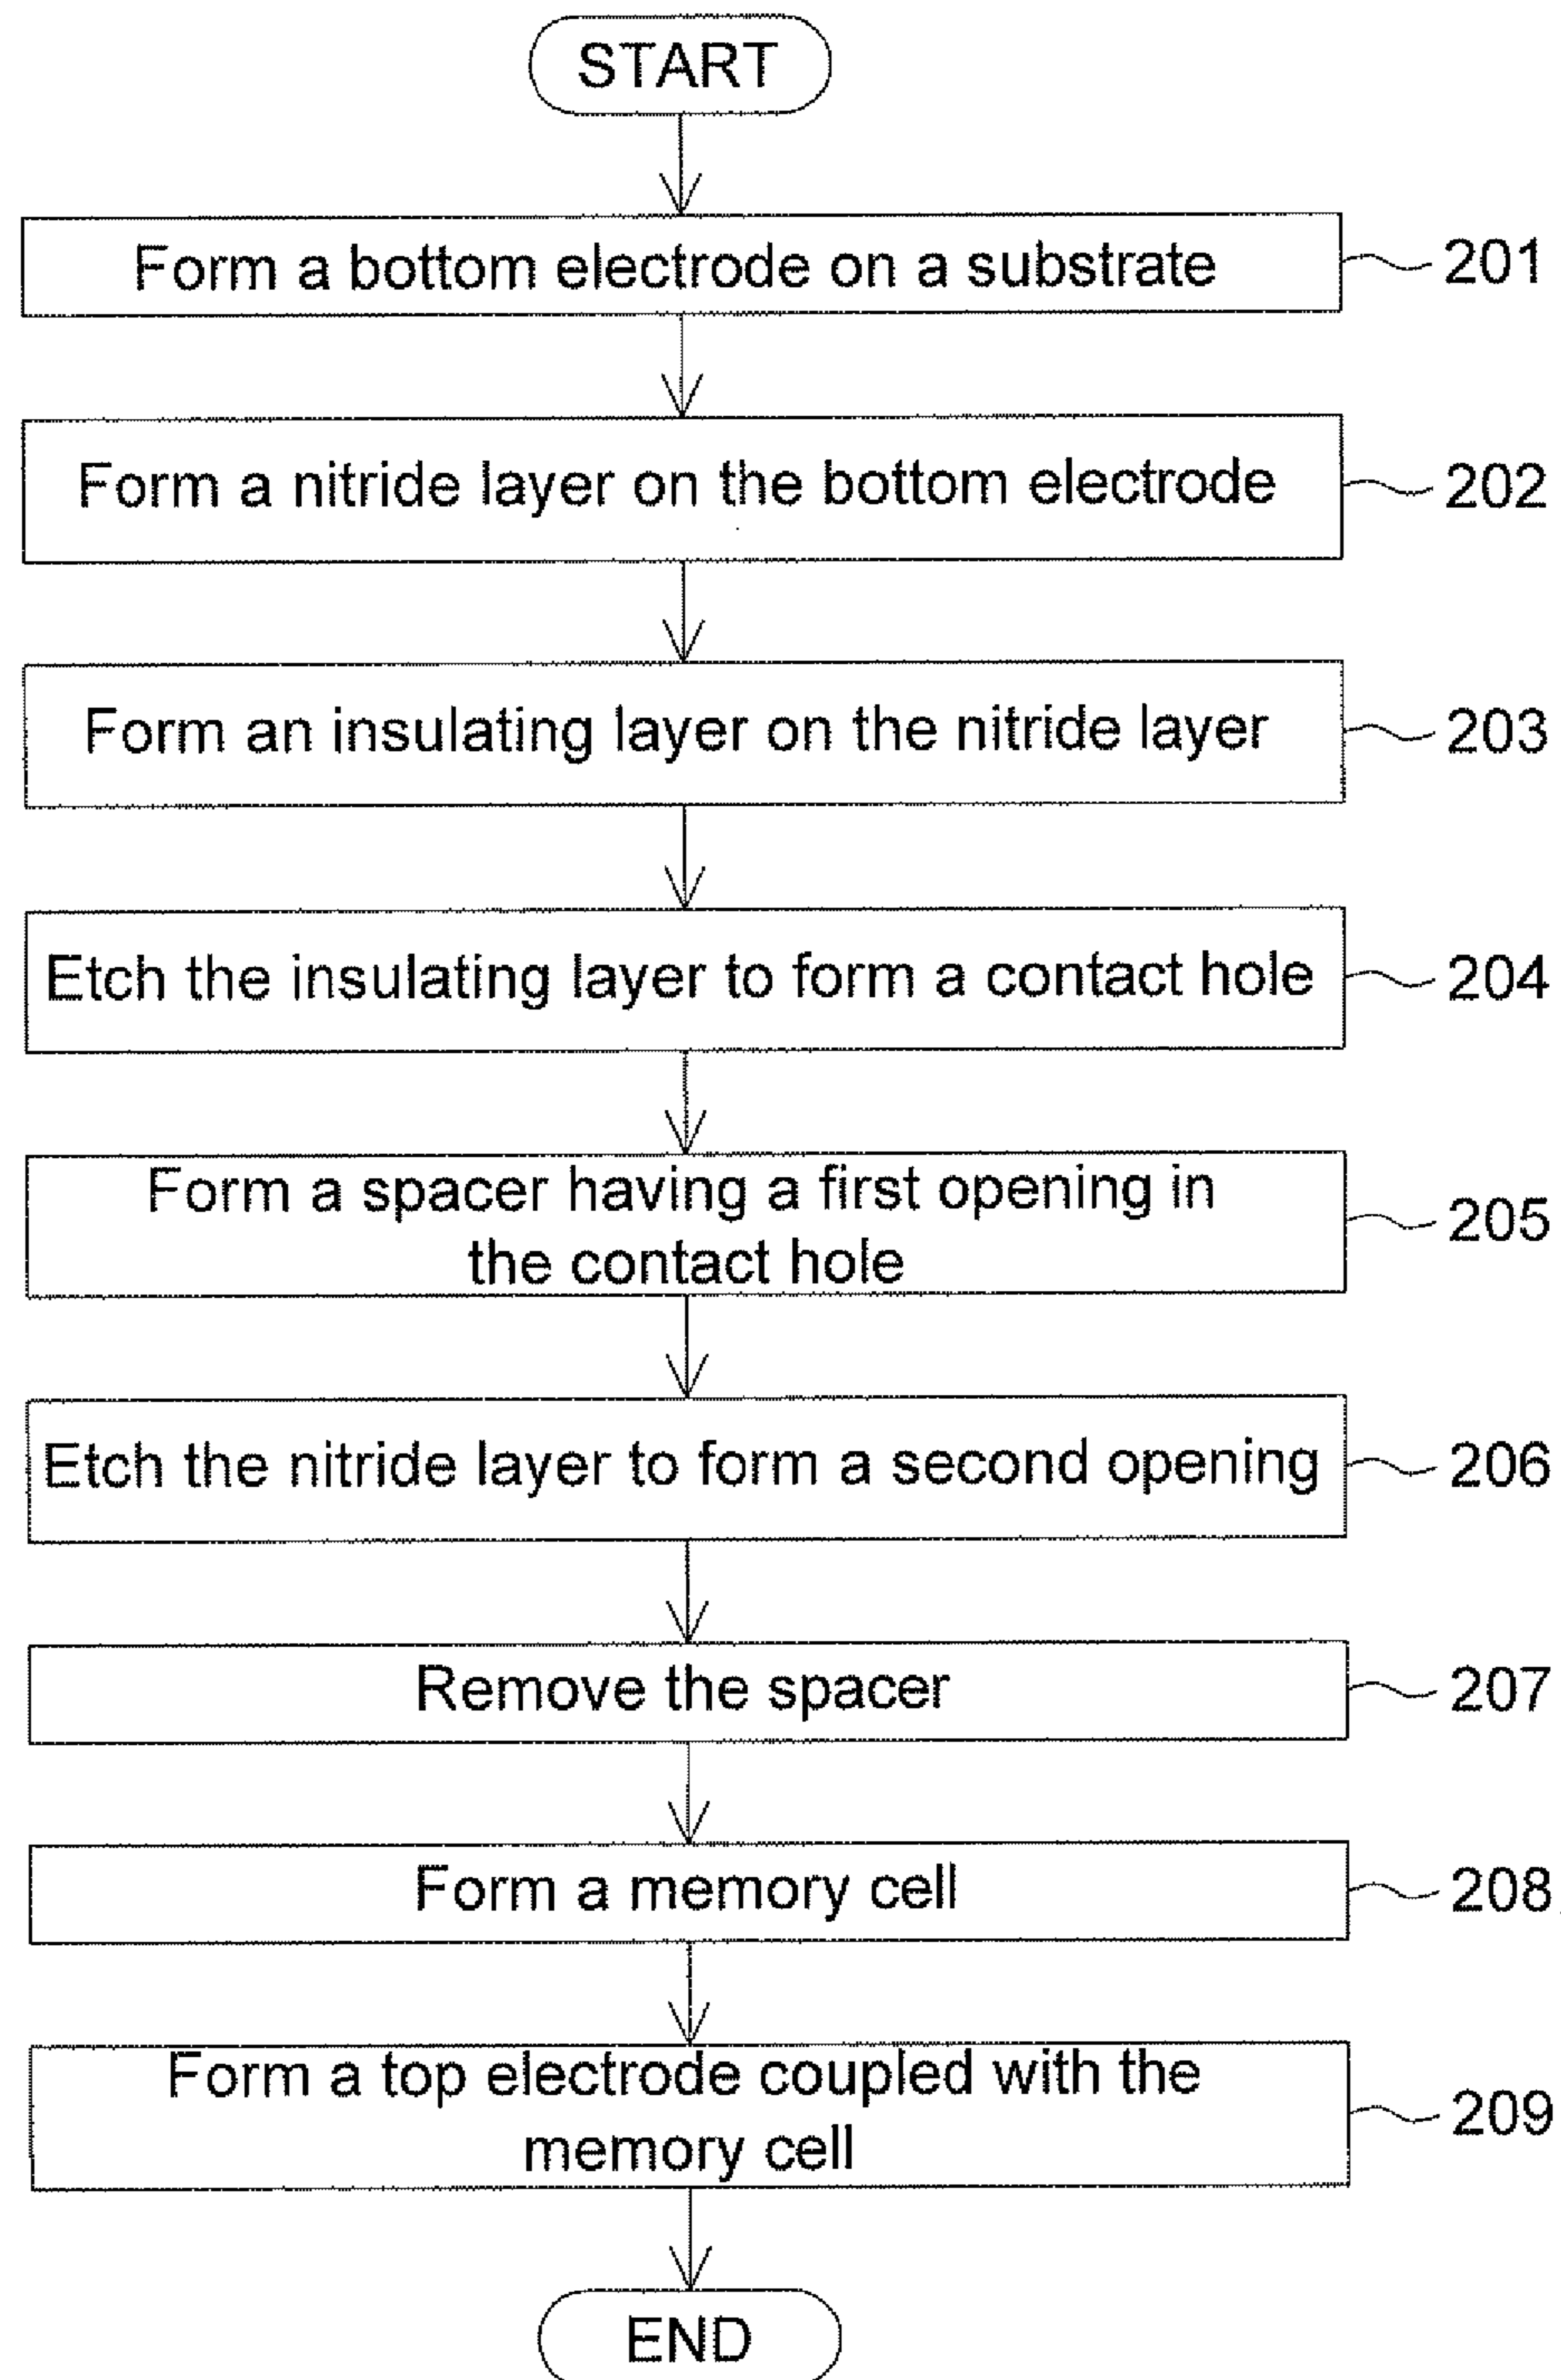 START
Form a bottom electrode on a substrate
201
Form a nitride layer on the bottom electrode
202
Form an insulating layer on the nitride layer
203
Etch the insulating layer to form a contact hole
204
Form a spacer having a first opening in
the contact hole
205
Etch the nitride layer to form a second opening
206
Remove the spacer
207
Form a memory cell
208
Form a top electrode coupled with the
memory cell
209
END